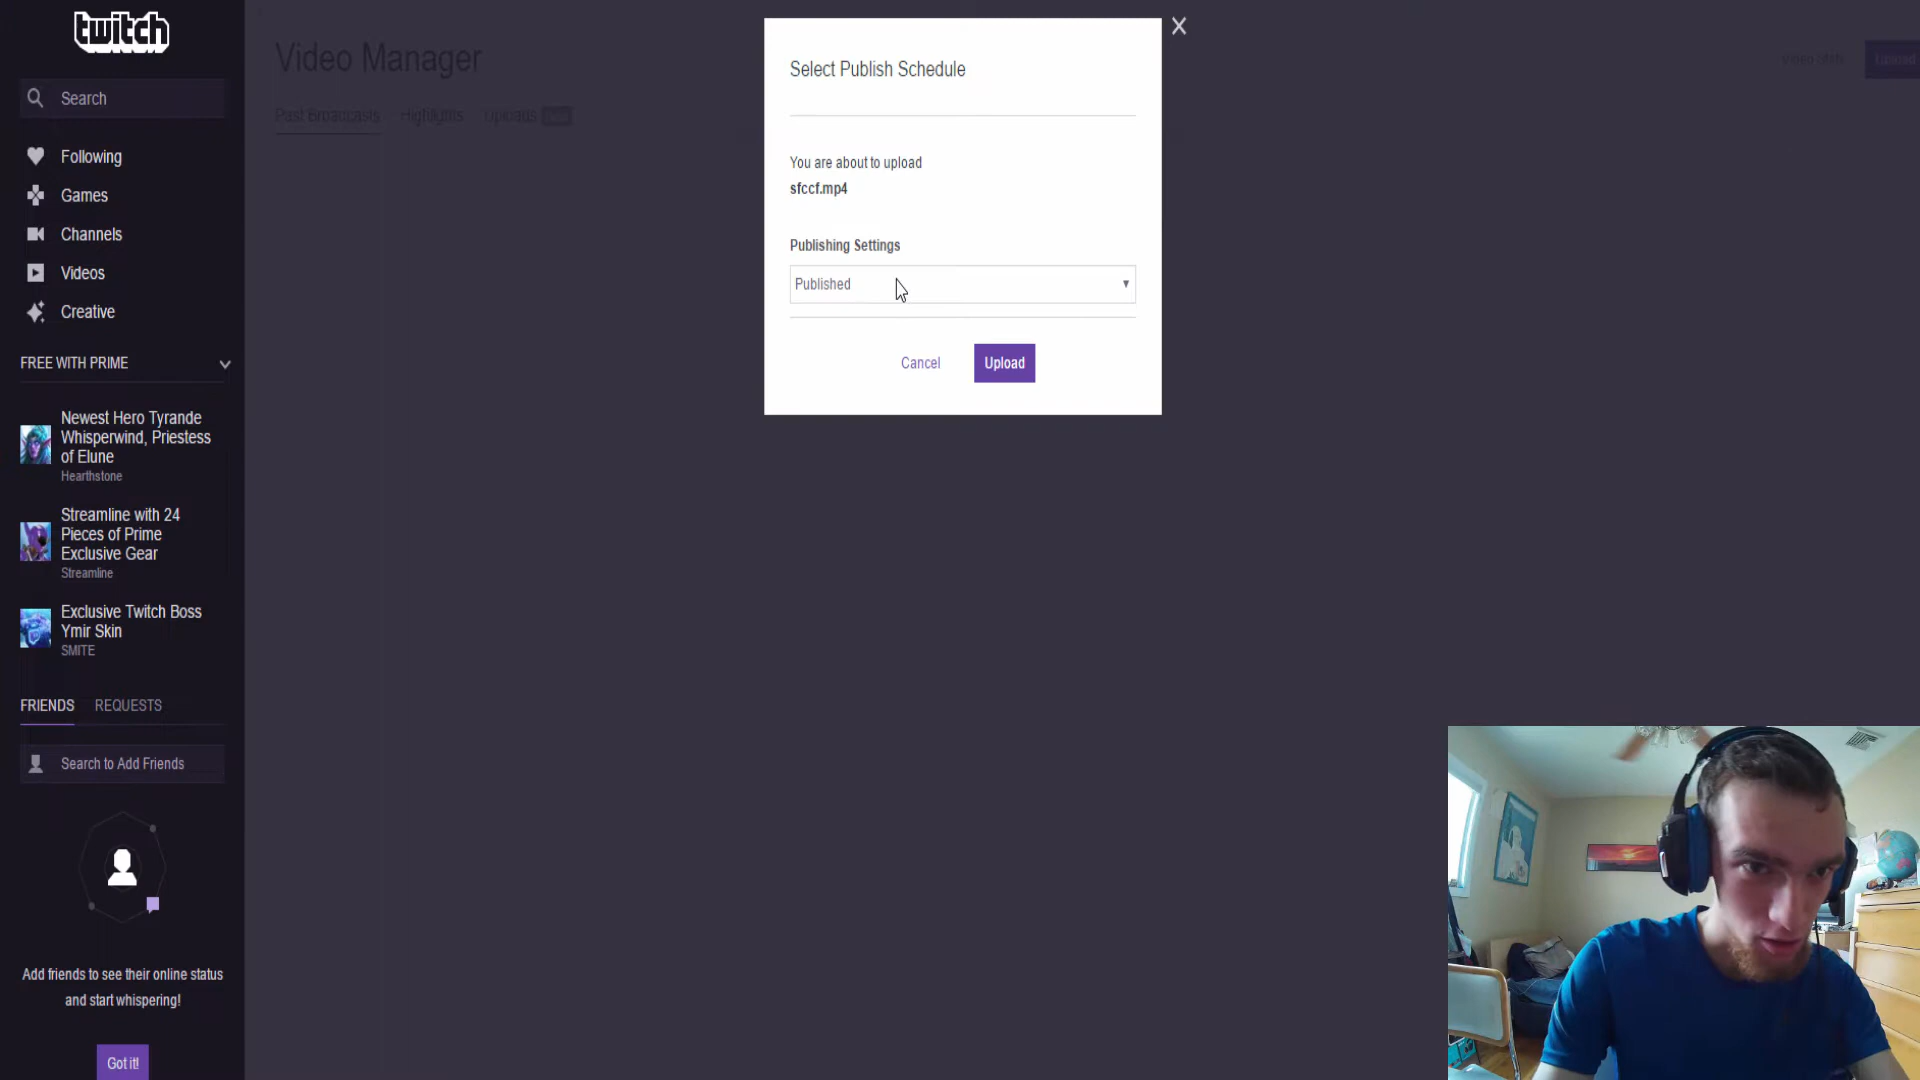 twitch
Search
Following
Games
Channels
Videos
Creative
FREE WITH PRIME
Newest Hero Tyrande
Whisperwind, Priestess
of Elune
Hearthstone
Streamline with 24
Pieces of Prime
Exclusive Gear
Streamline
Exclusive Twitch Boss
Ymir Skin
SMITE
FRIENDS REQUESTS
Search to Add Friends
Add friends to see their online status
and start whispering!
Got it!
Video Manager
Past Broadcasts Highlights Uploads
Video Stats Upload
X
Select Publish Schedule
You are about to upload
sfccf.mp4
Publishing Settings
Published
Cancel Upload